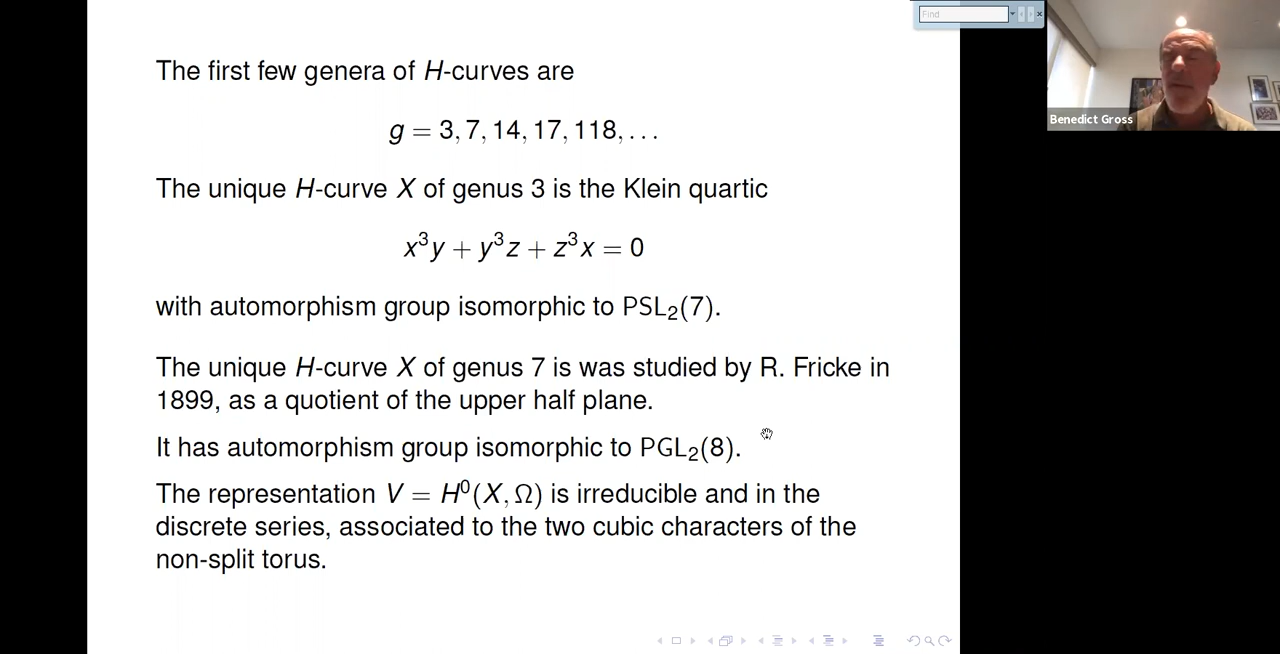 Find
Benedict Gross
The first few genera of H-curves are
g = 3, 7, 14, 17, 118, . . .
The unique H-curve X of genus 3 is the Klein quartic
x³y + y³z + z³x = 0
with automorphism group isomorphic to PSL₂(7).
The unique H-curve X of genus 7 is was studied by R. Fricke in
1899, as a quotient of the upper half plane.
It has automorphism group isomorphic to PGL₂(8).
The representation V = H⁰(X, Ω) is irreducible and in the
discrete series, associated to the two cubic characters of the
non-split torus.